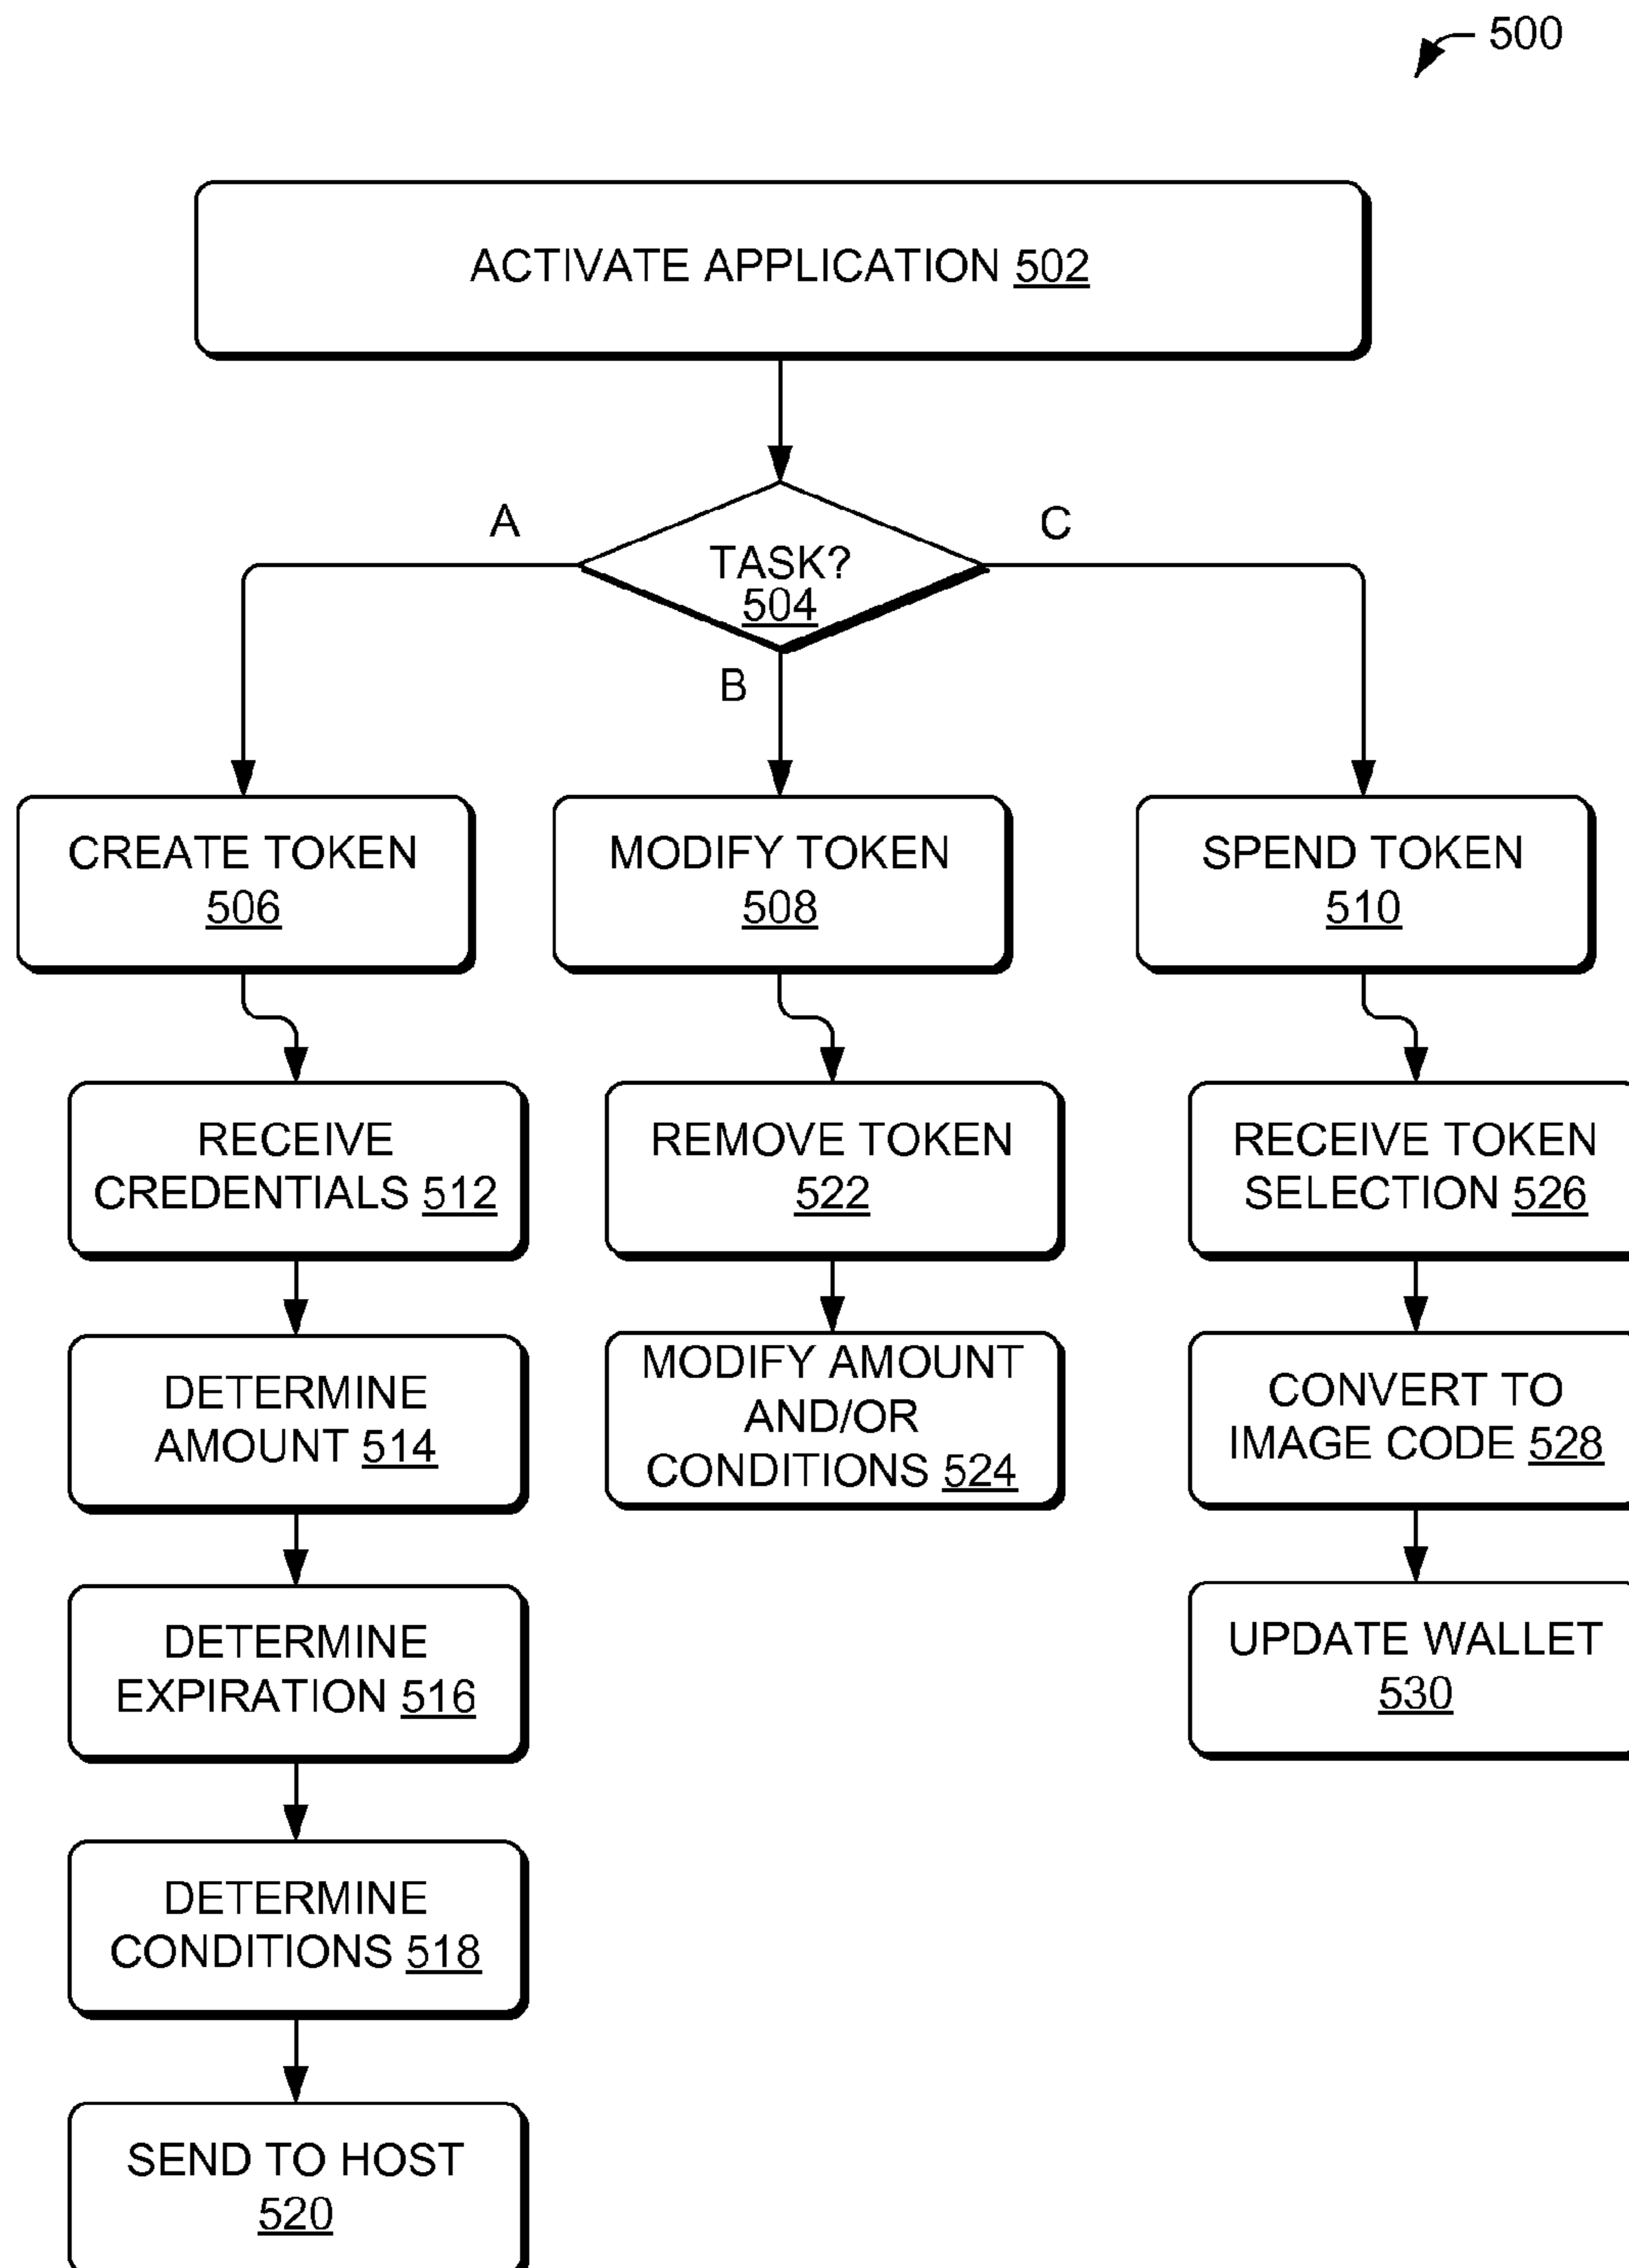 500
ACTIVATE APPLICATION 502
A
C
TASK?
504
B
CREATE TOKEN
506
MODIFY TOKEN
508
SPEND TOKEN
510
RECEIVE
CREDENTIALS 512
REMOVE TOKEN
522
RECEIVE TOKEN
SELECTION 526
DETERMINE
AMOUNT 514
MODIFY AMOUNT
AND/OR
CONDITIONS 524
CONVERT TO
IMAGE CODE 528
DETERMINE
EXPIRATION 516
UPDATE WALLET
530
DETERMINE
CONDITIONS 518
SEND TO HOST
520